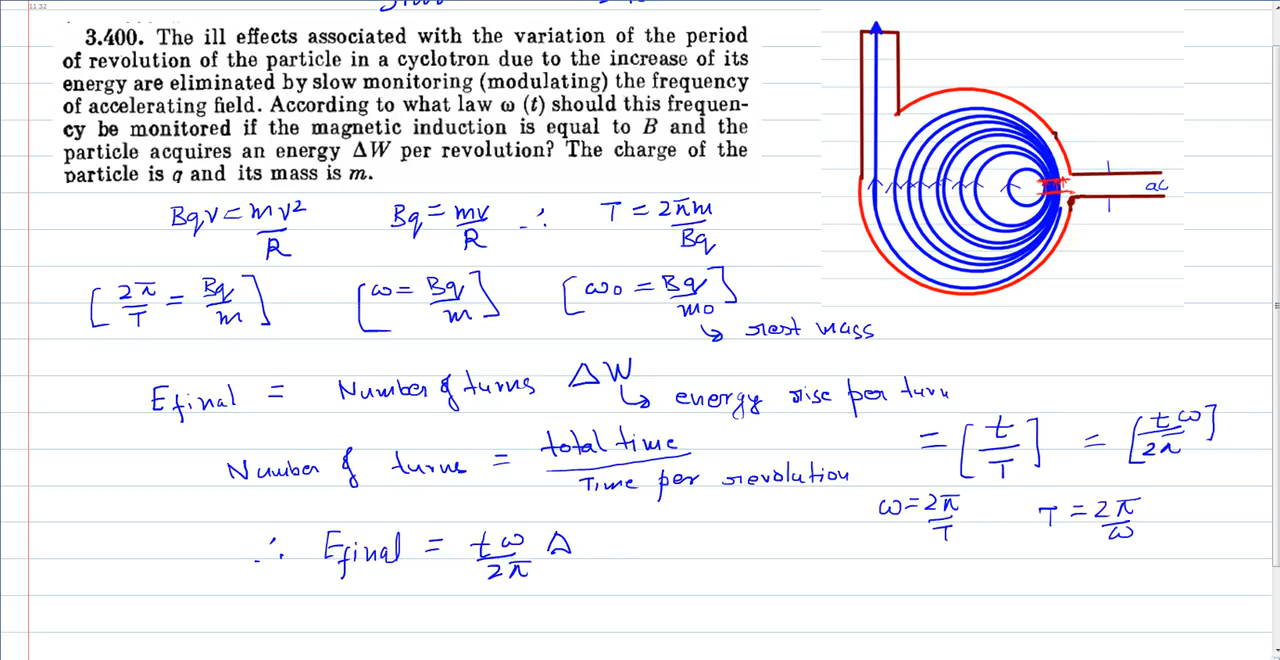 11:32
3.400. The ill effects associated with the variation of the period
of revolution of the particle in a cyclotron due to the increase of its
energy are eliminated by slow monitoring (modulating) the frequency
of accelerating field. According to what law ω (t) should this frequen-
cy be monitored if the magnetic induction is equal to B and the
particle acquires an energy ΔW per revolution? The charge of the
particle is q and its mass is m.
ac
Bqv = mv²/R Bq = mv/R ∴ T = 2πm/Bq
[2π/T = Bq/m] [ω = Bq/m] [ω₀ = Bq/m₀]
↳ rest mass
Efinal = Number of turns ΔW
↳ energy rise per turn
Number of turns = total time/Time per revolution = [t/T] = [tω/2π]
ω = 2π/T T = 2π/ω
∴ Efinal = tω/2π Δ